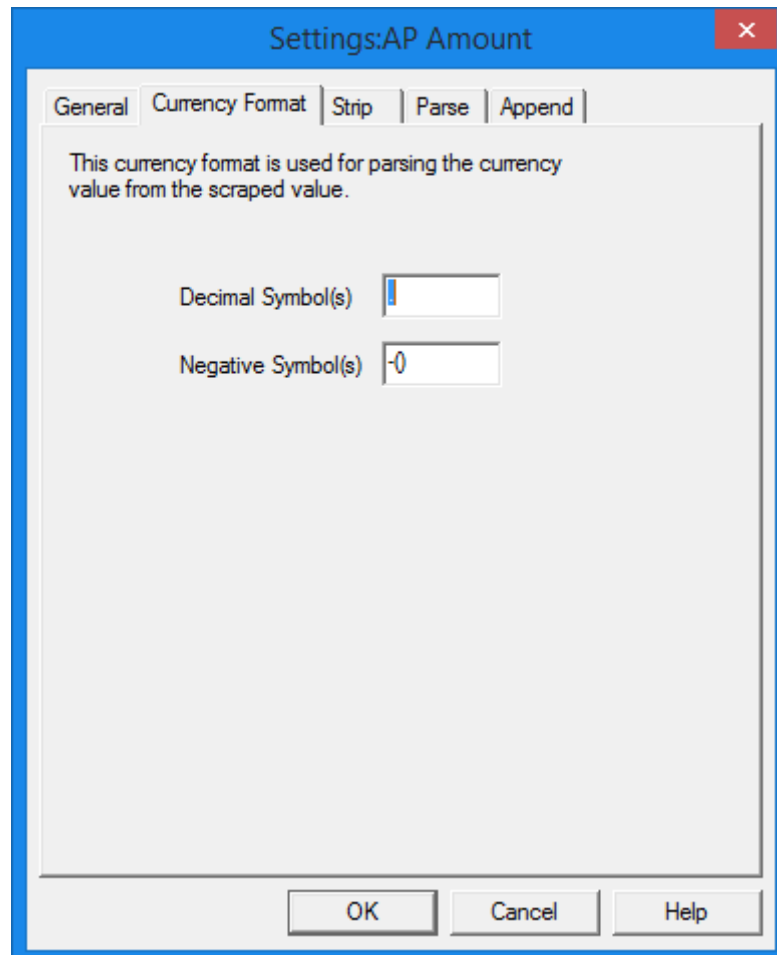 Settings:AP Amount
General Currency Format Strip Parse Append
This currency format is used for parsing the currency
value from the scraped value.
Decimal Symbol(s) .
Negative Symbol(s) -()
OK Cancel Help